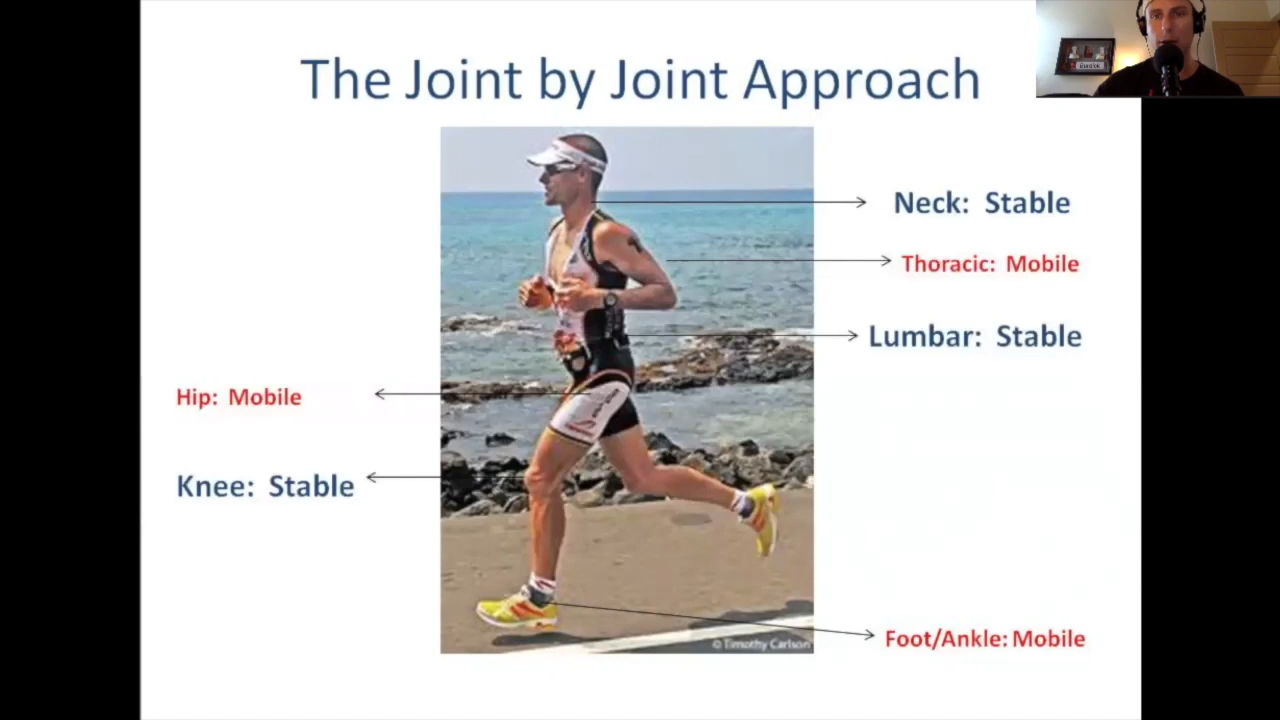 The Joint by Joint Approach
Neck: Stable
Thoracic: Mobile
Lumbar: Stable
Hip: Mobile
Knee: Stable
Foot/Ankle: Mobile
© Timothy Carlson